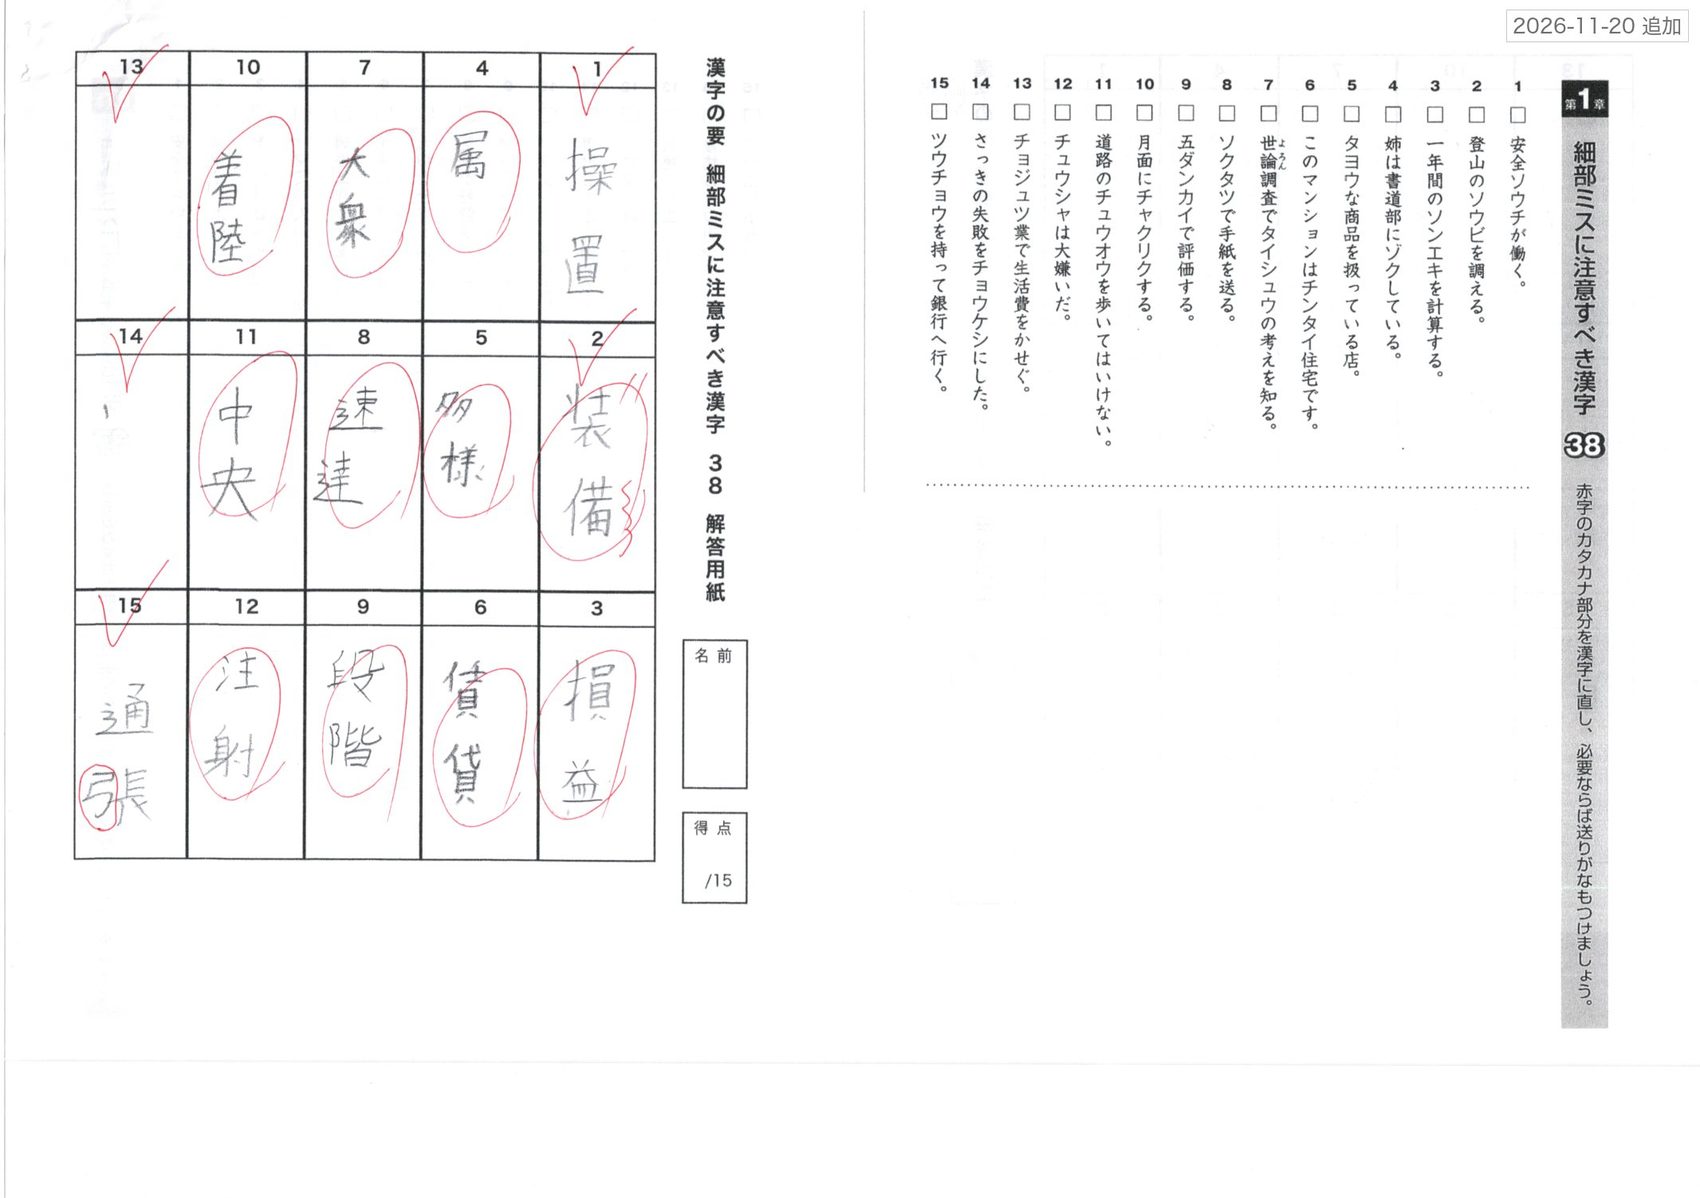 2026-11-20 追加
第1章 細部ミスに注意すべき漢字 38 赤字のカタカナ部分を漢字に直し、必要ならば送りがなもつけましょう。
1 □ 安全ソウチが働く。
2 □ 登山のソウビを調える。
3 □ 一年間のソンエキを計算する。
4 □ 姉は書道部にゾクしている。
5 □ タヨウな商品を扱っている店。
6 □ このマンションはチンタイ住宅です。
7 □ 世論調査でタイシュウの考えを知る。
よろん
8 □ ソクタツで手紙を送る。
9 □ 五ダンカイで評価する。
10 □ 月面にチャクリクする。
11 □ 道路のチュウオウを歩いてはいけない。
12 □ チュウシャは大嫌いだ。
13 □ チョジュツ業で生活費をかせぐ。
14 □ さっきの失敗をチョウケシにした。
15 □ ツウチョウを持って銀行へ行く。
漢字の要 細部ミスに注意すべき漢字 38 解答用紙
名前
得点
/15
1
操置
2
装備
3
損益
4
属
5
多様
6
賃貸
7
大衆
8
速達
9
段階
10
着陸
11
中央
12
注射
13
14
15
通張